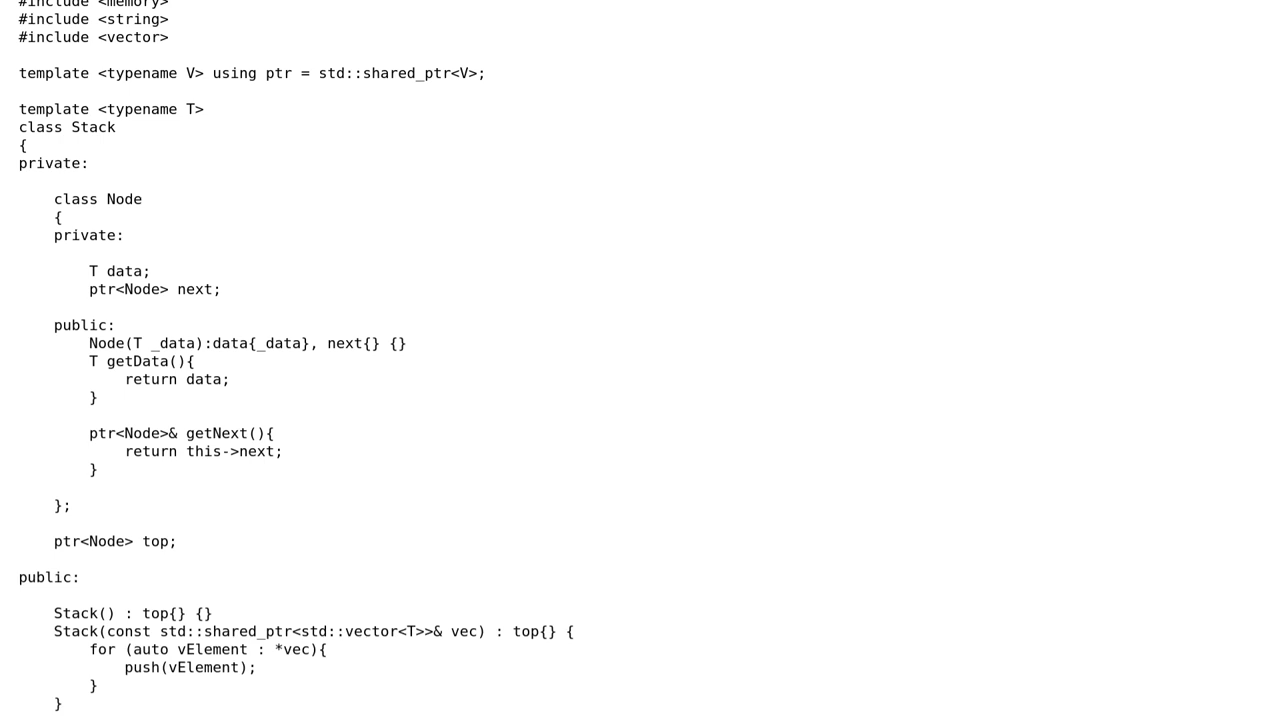 #include <memory>
#include <string>
#include <vector>
template <typename V> using ptr = std::shared_ptr<V>;
template <typename T>
class Stack
{
private:
    class Node
    {
    private:
        T data;
        ptr<Node> next;
    public:
        Node(T _data):data{_data}, next{} {}
        T getData(){
            return data;
        }
        ptr<Node>& getNext(){
            return this->next;
        }
    };
    ptr<Node> top;
public:
    Stack() : top{} {}
    Stack(const std::shared_ptr<std::vector<T>>& vec) : top{} {
        for (auto vElement : *vec){
            push(vElement);
        }
    }